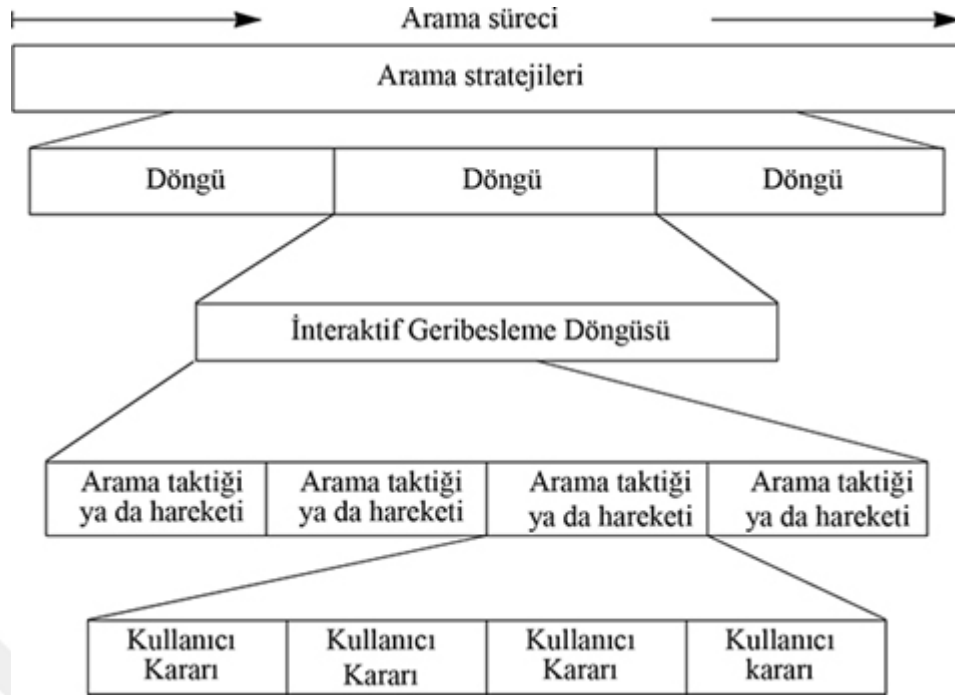 Arama süreci
Arama stratejileri
Döngü Döngü Döngü
İnteraktif Geribesleme Döngüsü
Arama taktiği Arama taktiği Arama taktiği Arama taktiği
ya da hareketi ya da hareketi ya da hareketi ya da hareketi
Kullanıcı Kullanıcı Kullanıcı Kullanıcı
Kararı Kararı Kararı kararı